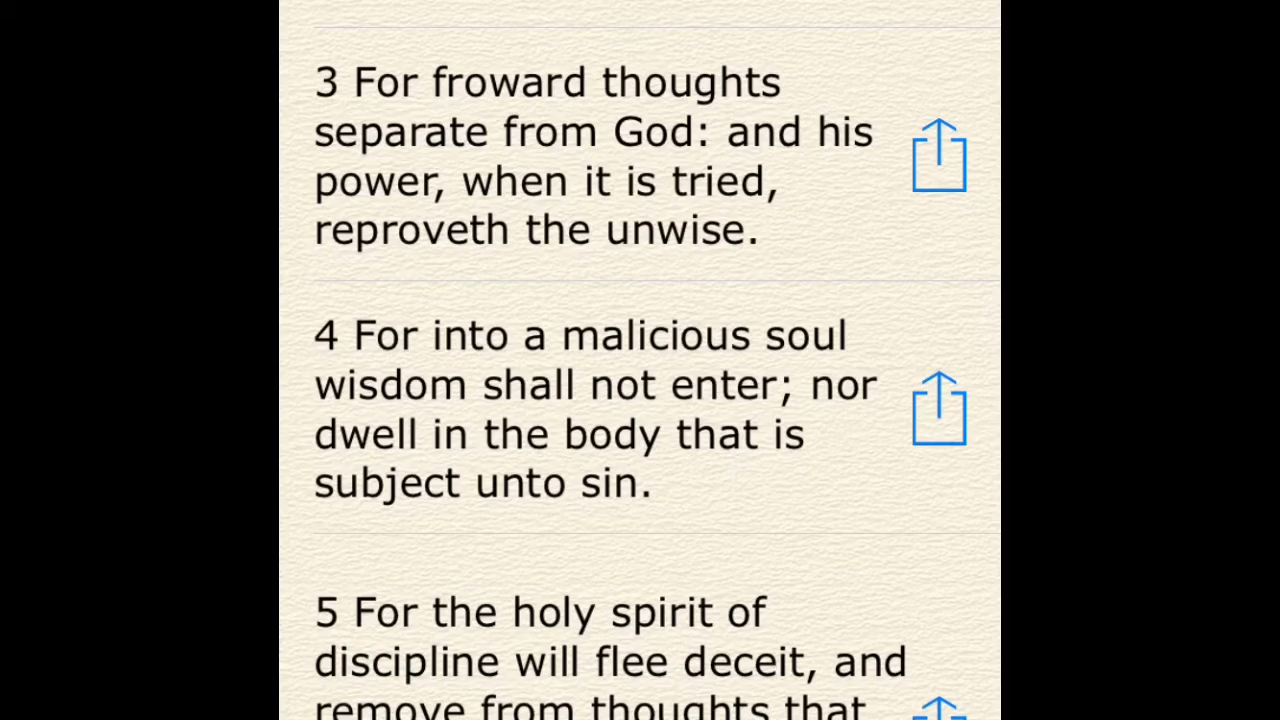 3 For froward thoughts
separate from God: and his
power, when it is tried,
reproveth the unwise.
4 For into a malicious soul
wisdom shall not enter; nor
dwell in the body that is
subject unto sin.
5 For the holy spirit of
discipline will flee deceit, and
remove from thoughts that